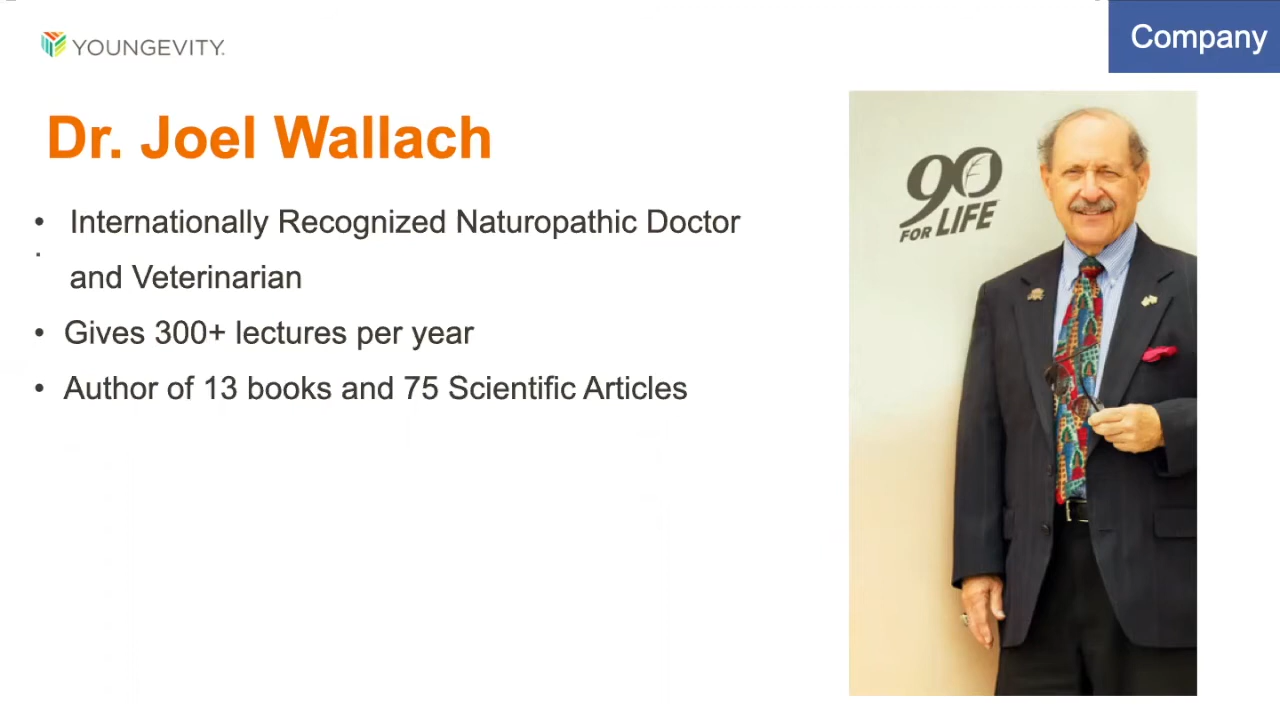 YOUNGEVITY.
Company
Dr. Joel Wallach
• Internationally Recognized Naturopathic Doctor
and Veterinarian
• Gives 300+ lectures per year
• Author of 13 books and 75 Scientific Articles
90
FOR LIFE